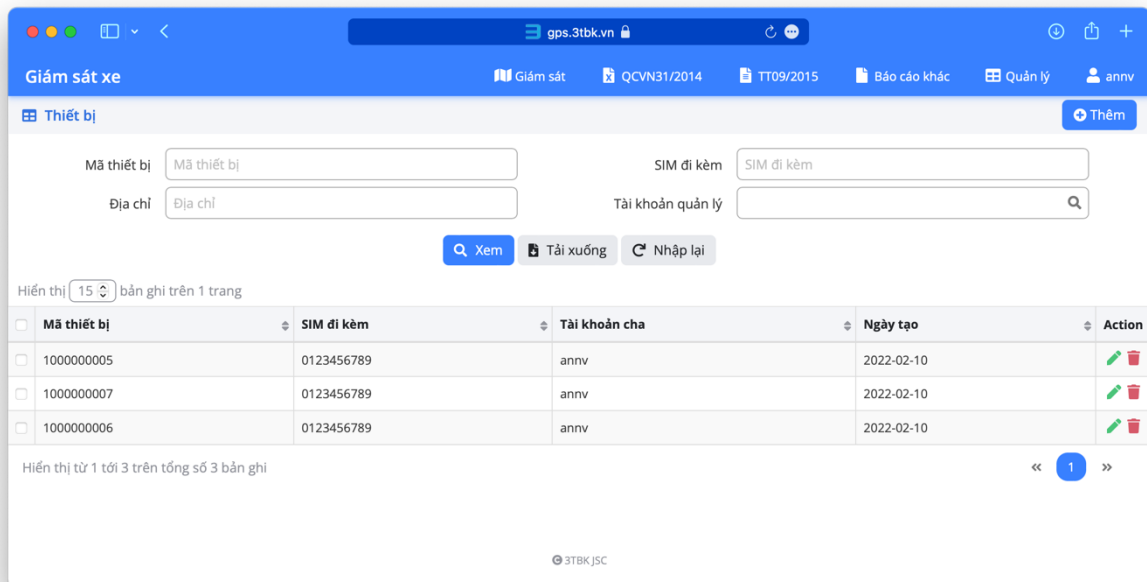 gps.3tbk.vn
Giám sát xe Giám sát QCVN31/2014 TT09/2015 Báo cáo khác Quản lý annv
Thiết bị Thêm
Mã thiết bị Mã thiết bị SIM đi kèm SIM đi kèm
Địa chỉ Địa chỉ Tài khoản quản lý
Xem Tải xuống Nhập lại
Hiển thị 15 bản ghi trên 1 trang
Mã thiết bị SIM đi kèm Tài khoản cha Ngày tạo Action
1000000005 0123456789 annv 2022-02-10
1000000007 0123456789 annv 2022-02-10
1000000006 0123456789 annv 2022-02-10
Hiển thị từ 1 tới 3 trên tổng số 3 bản ghi « 1 »
3TBK JSC